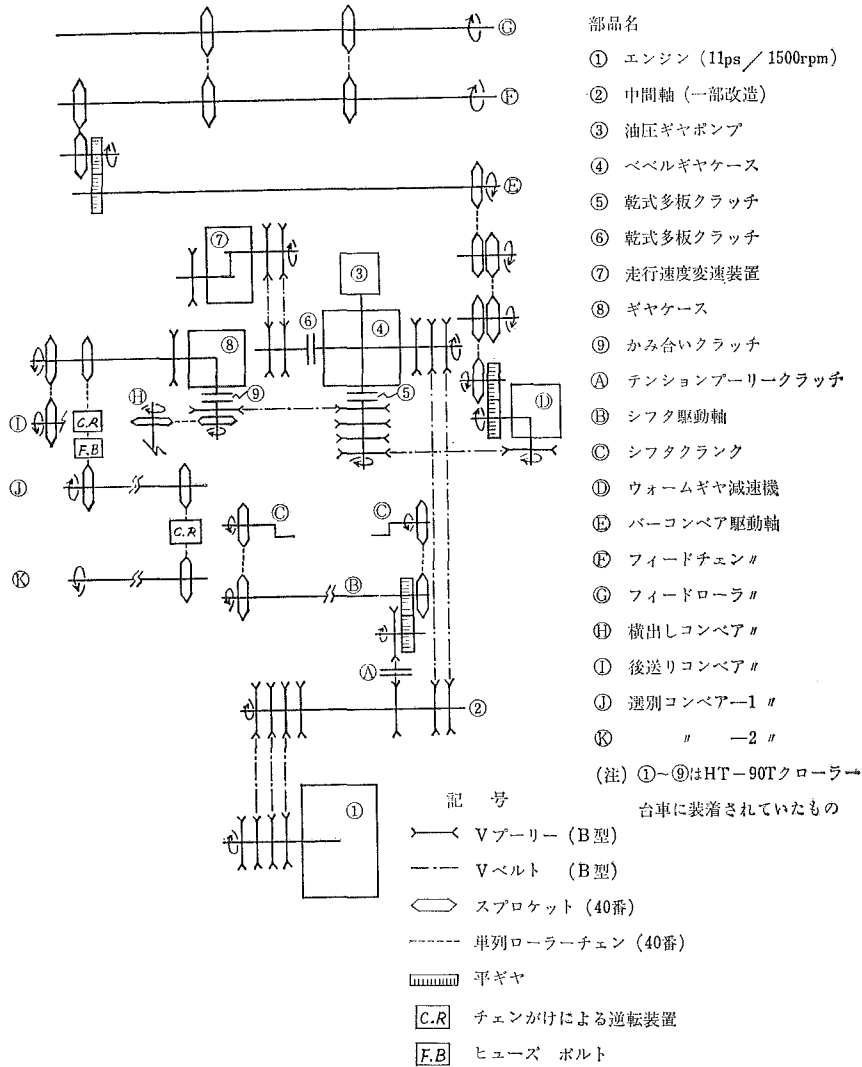 部品名
① エンジン (11ps／1500rpm)
② 中間軸 (一部改造)
③ 油圧ギヤポンプ
④ ベベルギヤケース
⑤ 乾式多板クラッチ
⑥ 乾式多板クラッチ
⑦ 走行速度変速装置
⑧ ギヤケース
⑨ かみ合いクラッチ
Ⓐ テンションプーリークラッチ
Ⓑ シフタ駆動軸
Ⓒ シフタクランク
Ⓓ ウォームギヤ減速機
Ⓔ バーコンベア駆動軸
Ⓕ フィードチェン〃
Ⓖ フィードローラ〃
Ⓗ 横出しコンベア〃
Ⓘ 後送りコンベア〃
Ⓙ 選別コンベア―1 〃
Ⓚ 〃 ―2 〃
(注) ①~⑨はHT-90Tクローラー
台車に装着されていたもの
Ⓖ
Ⓕ
Ⓔ
⑦
③
⑥
④
⑧
⑨
⑤
Ⓗ
Ⓓ
Ⓘ
C.R
F.B
Ⓙ
C.R
Ⓚ
Ⓒ
Ⓒ
Ⓑ
Ⓐ
②
①
記 号
Vプーリー (B型)
Vベルト (B型)
スプロケット (40番)
単列ローラーチェン (40番)
平ギヤ
C.R チェンがけによる逆転装置
F.B ヒューズ ボルト